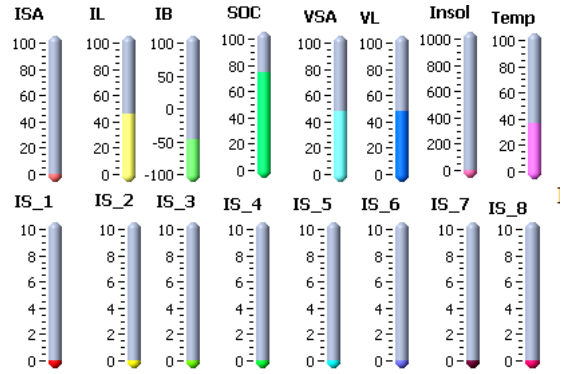 ISA IL IB SOC VSA VL Insol Temp
100 100 100 100 100 100 1000 100
80 80 50 80 80 80 800 80
60 60 0 60 60 60 600 60
40 40 -50 40 40 40 400 40
20 20 -100 20 20 20 200 20
0 0 0 0 0 0 0
IS_1 IS_2 IS_3 IS_4 IS_5 IS_6 IS_7 IS_8
10 10 10 10 10 10 10 10
8 8 8 8 8 8 8 8
6 6 6 6 6 6 6 6
4 4 4 4 4 4 4 4
2 2 2 2 2 2 2 2
0 0 0 0 0 0 0 0